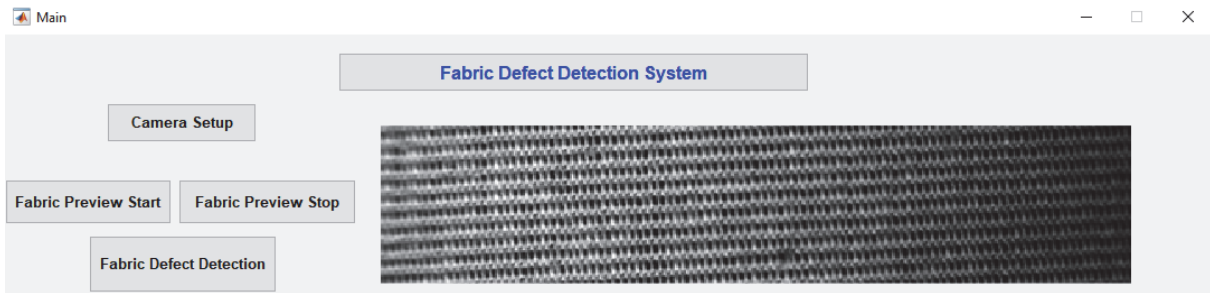 Main
Fabric Defect Detection System
Camera Setup
Fabric Preview Start
Fabric Preview Stop
Fabric Defect Detection